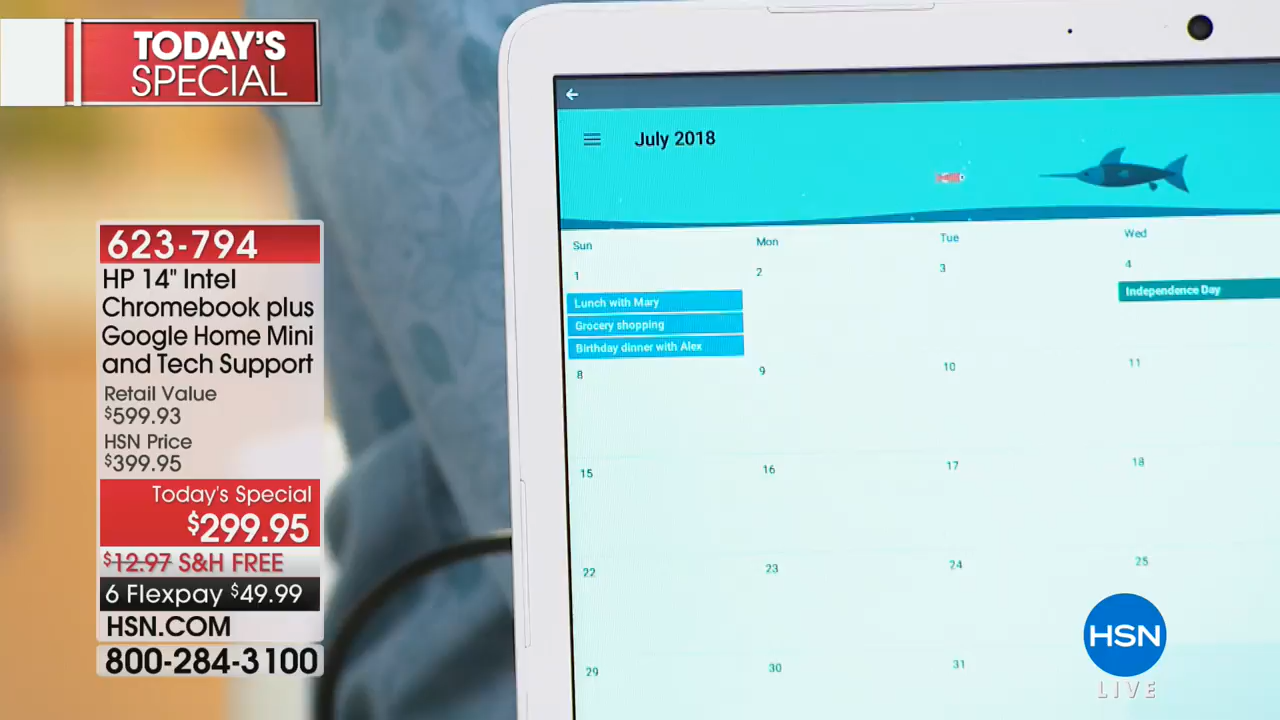 TODAY'S
SPECIAL
623-794
HP 14" Intel
Chromebook plus
Google Home Mini
and Tech Support
Retail Value
$599.93
HSN Price
$399.95
Today's Special
$299.95
$12.97 S&H FREE
6 Flexpay $49.99
HSN.COM
800-284-3100
July 2018
Sun Mon Tue Wed
1 2 3 4
Lunch with Mary
Independence Day
Grocery shopping
Birthday dinner with Alex
8 9 10 11
15 16 17 18
22 23 24 25
29 30 31
HSN
LIVE